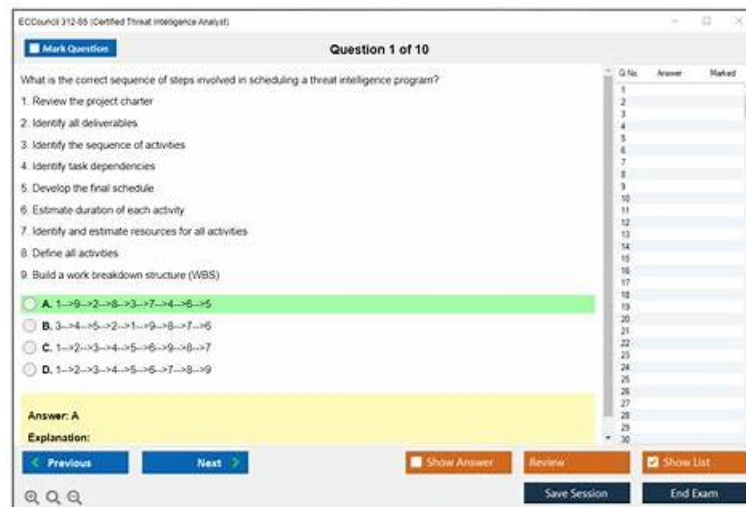 ECCouncil 312-85 (Certified Threat Intelligence Analyst)
Mark Question
Question 1 of 10
What is the correct sequence of steps involved in scheduling a threat intelligence program?
1. Review the project charter
2. Identify all deliverables
3. Identify the sequence of activities
4. Identify task dependencies
5. Develop the final schedule
6. Estimate duration of each activity
7. Identify and estimate resources for all activities
8. Define all activities
9. Build a work breakdown structure (WBS)
A. 1-->9-->2-->8-->3-->7-->4-->6-->5
B. 3-->4-->5-->2-->1-->9-->8-->7-->6
C. 1-->2-->3-->4-->5-->6-->9-->8-->7
D. 1-->2-->3-->4-->5-->6-->7-->8-->9
Answer: A
Explanation:
Q No. Answer Marked
1
2
3
4
5
6
7
8
9
10
11
12
13
14
15
16
17
18
19
20
21
22
23
24
25
26
27
28
29
30
Previous
Next
Show Answer
Review
Show List
Save Session
End Exam